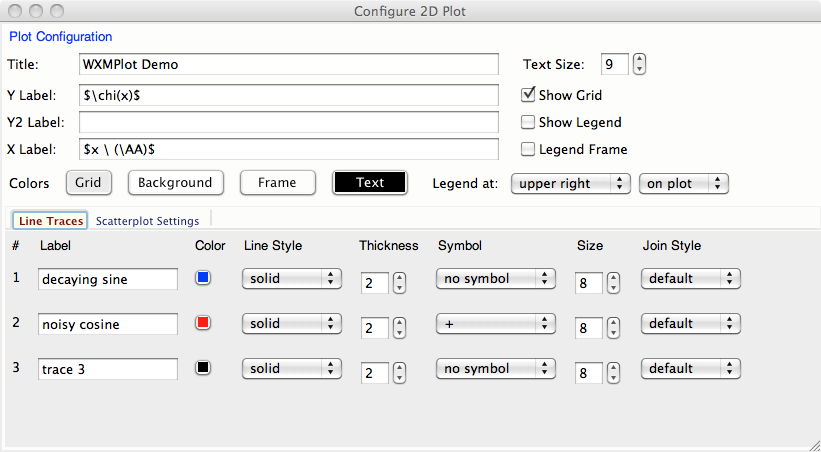 Configure 2D Plot
Plot Configuration
Title: WXMPlot Demo Text Size: 9
Y Label: $\chi(x)$ Show Grid
Y2 Label: Show Legend
X Label: $x \ (\AA)$ Legend Frame
Colors Grid Background Frame Text Legend at: upper right on plot
Line Traces Scatterplot Settings
# Label Color Line Style Thickness Symbol Size Join Style
1 decaying sine solid 2 no symbol 8 default
2 noisy cosine solid 2 + 8 default
3 trace 3 solid 2 no symbol 8 default